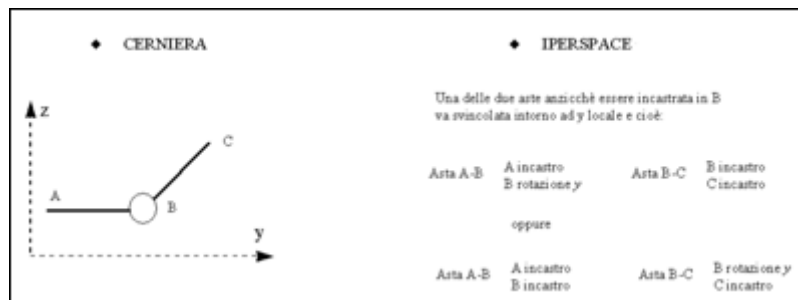 ◆ CERNIERA
z
A
B
C
y
◆ IPERSPACE
Una delle due aste anzicchè essere incastrata in B
va svincolata intorno ad y locale e cioè:
Asta A-B A incastro B rotazione y
Asta B-C B incastro C incastro
oppure
Asta A-B A incastro B incastro
Asta B-C B rotazione y C incastro